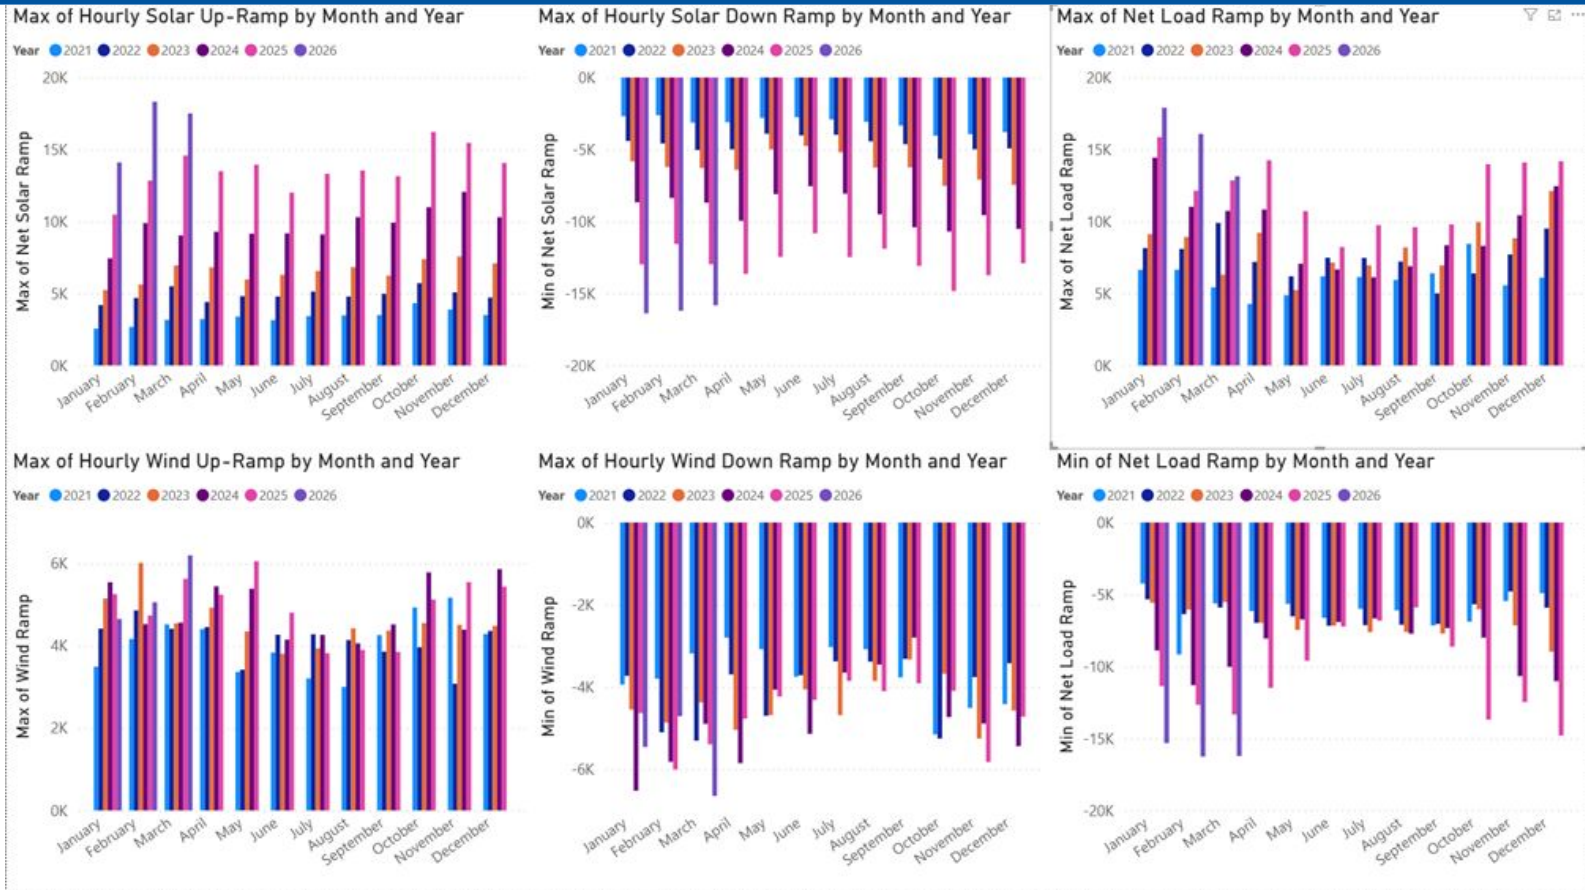 Max of Hourly Solar Up-Ramp by Month and Year
Year 2021 2022 2023 2024 2025 2026
Max of Net Solar Ramp
20K
15K
10K
5K
0K
January February March April May June July August September October November December
Max of Hourly Solar Down Ramp by Month and Year
Year 2021 2022 2023 2024 2025 2026
Min of Net Solar Ramp
0K
-5K
-10K
-15K
-20K
January February March April May June July August September October November December
Max of Net Load Ramp by Month and Year
Year 2021 2022 2023 2024 2025 2026
Max of Net Load Ramp
20K
15K
10K
5K
0K
January February March April May June July August September October November December
Max of Hourly Wind Up-Ramp by Month and Year
Year 2021 2022 2023 2024 2025 2026
Max of Wind Ramp
6K
4K
2K
0K
January February March April May June July August September October November December
Max of Hourly Wind Down Ramp by Month and Year
Year 2021 2022 2023 2024 2025 2026
Min of Wind Ramp
0K
-2K
-4K
-6K
January February March April May June July August September October November December
Min of Net Load Ramp by Month and Year
Year 2021 2022 2023 2024 2025 2026
Min of Net Load Ramp
0K
-5K
-10K
-15K
-20K
January February March April May June July August September October November December